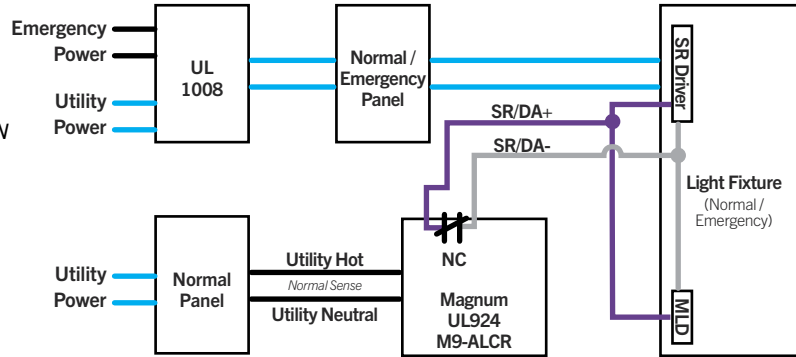 Emergency
Power
Utility
Power
W
UL
1008
Normal /
Emergency
Panel
SR Driver
SR/DA+
SR/DA-
Light Fixture
(Normal /
Emergency)
MLD
Utility
Power
Normal
Panel
Utility Hot
Normal Sense
Utility Neutral
NC
Magnum
UL924
M9-ALCR